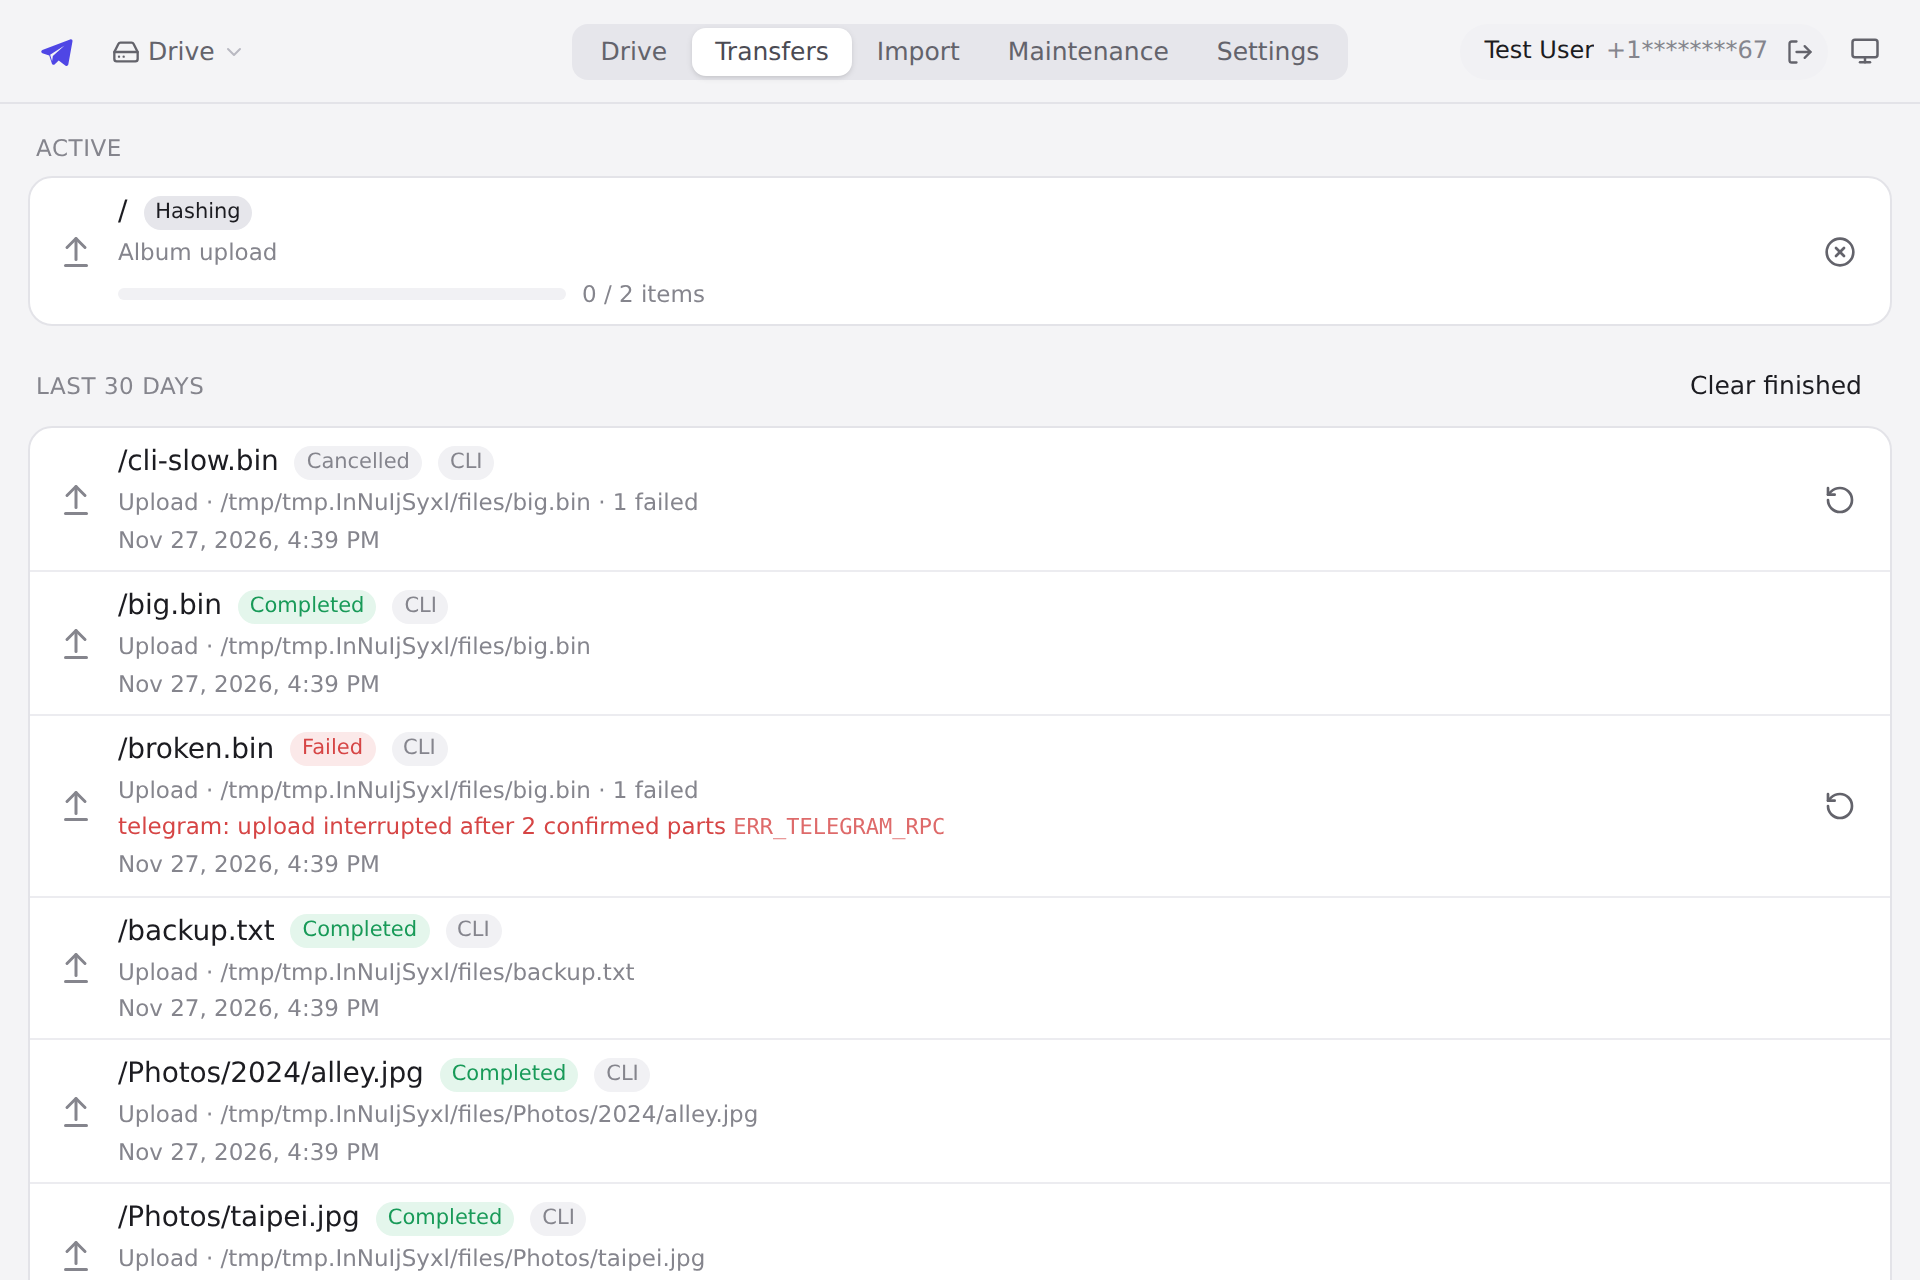 Drive
Drive Transfers Import Maintenance Settings
Test User +1********67
ACTIVE
/ Hashing
Album upload
0 / 2 items
LAST 30 DAYS
Clear finished
/cli-slow.bin Cancelled CLI
Upload · /tmp/tmp.InNuIjSyxl/files/big.bin · 1 failed
Nov 27, 2026, 4:39 PM
/big.bin Completed CLI
Upload · /tmp/tmp.InNuIjSyxl/files/big.bin
Nov 27, 2026, 4:39 PM
/broken.bin Failed CLI
Upload · /tmp/tmp.InNuIjSyxl/files/big.bin · 1 failed
telegram: upload interrupted after 2 confirmed parts ERR_TELEGRAM_RPC
Nov 27, 2026, 4:39 PM
/backup.txt Completed CLI
Upload · /tmp/tmp.InNuIjSyxl/files/backup.txt
Nov 27, 2026, 4:39 PM
/Photos/2024/alley.jpg Completed CLI
Upload · /tmp/tmp.InNuIjSyxl/files/Photos/2024/alley.jpg
Nov 27, 2026, 4:39 PM
/Photos/taipei.jpg Completed CLI
Upload · /tmp/tmp.InNuIjSyxl/files/Photos/taipei.jpg